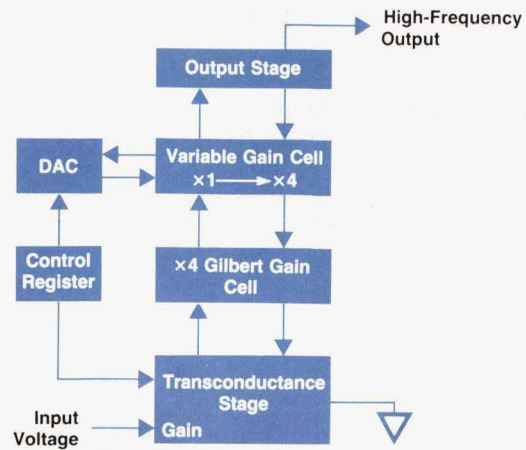 High-Frequency
Output
Output Stage
DAC
Variable Gain Cell
×1 → ×4
Control
Register
×4 Gilbert Gain
Cell
Transconductance
Stage
Input
Voltage
Gain